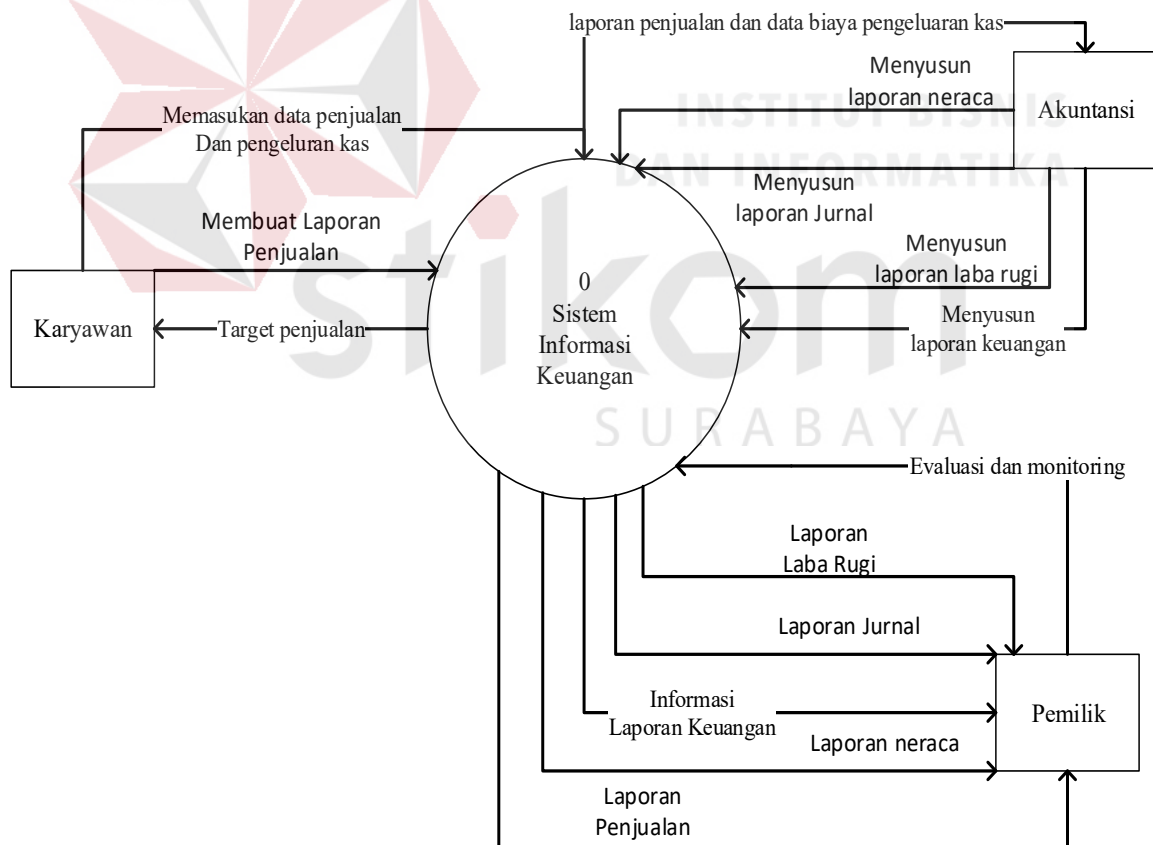 laporan penjualan dan data biaya pengeluaran kas
Menyusun
laporan neraca
Akuntansi
INSTITUT BISNIS
DAN INFORMATIKA
Memasukan data penjualan
Dan pengeluran kas
Menyusun
laporan Jurnal
Membuat Laporan
Penjualan
Menyusun
laporan laba rugi
stikom
0
Sistem
Informasi
Keuangan
Karyawan
Target penjualan
Menyusun
laporan keuangan
SURABAYA
Evaluasi dan monitoring
Laporan
Laba Rugi
Laporan Jurnal
Informasi
Laporan Keuangan
Pemilik
Laporan neraca
Laporan
Penjualan